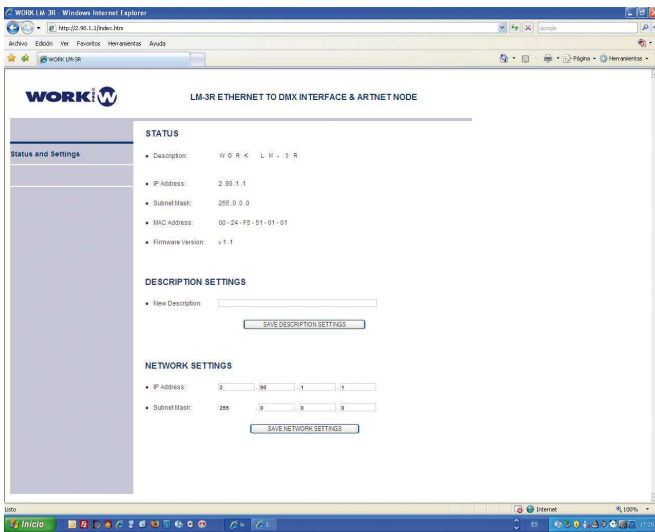 WORK LM-3R - Windows Internet Explorer
http://2.90.1.1/index.htm
Google
Archivo Edición Ver Favoritos Herramientas Ayuda
WORK LM-3R
Página Herramientas
WORK PRO W
LM-3R ETHERNET TO DMX INTERFACE & ARTNET NODE
STATUS
Status and Settings
• Description: WORK LM-3R
• IP Address: 2.90.1.1
• Subnet Mask: 255.0.0.0
• MAC Address: 00-24-F5-51-01-01
• Firmware Version: v1.1
DESCRIPTION SETTINGS
• New Description:
SAVE DESCRIPTION SETTINGS
NETWORK SETTINGS
• IP Address: 2 . 90 . 1 . 1
• Subnet Mask: 255 . 0 . 0 . 0
SAVE NETWORK SETTINGS
Listo
Internet
100%
Inicio
ES